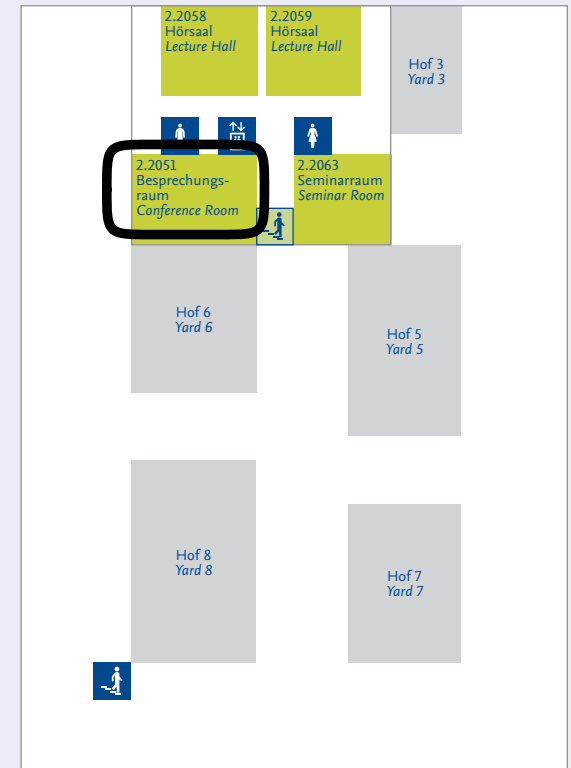 2.2058
Hörsaal
Lecture Hall
2.2059
Hörsaal
Lecture Hall
Hof 3
Yard 3
2.2051
Besprechungs-
raum
Conference Room
2.2063
Seminarraum
Seminar Room
Hof 6
Yard 6
Hof 5
Yard 5
Hof 8
Yard 8
Hof 7
Yard 7